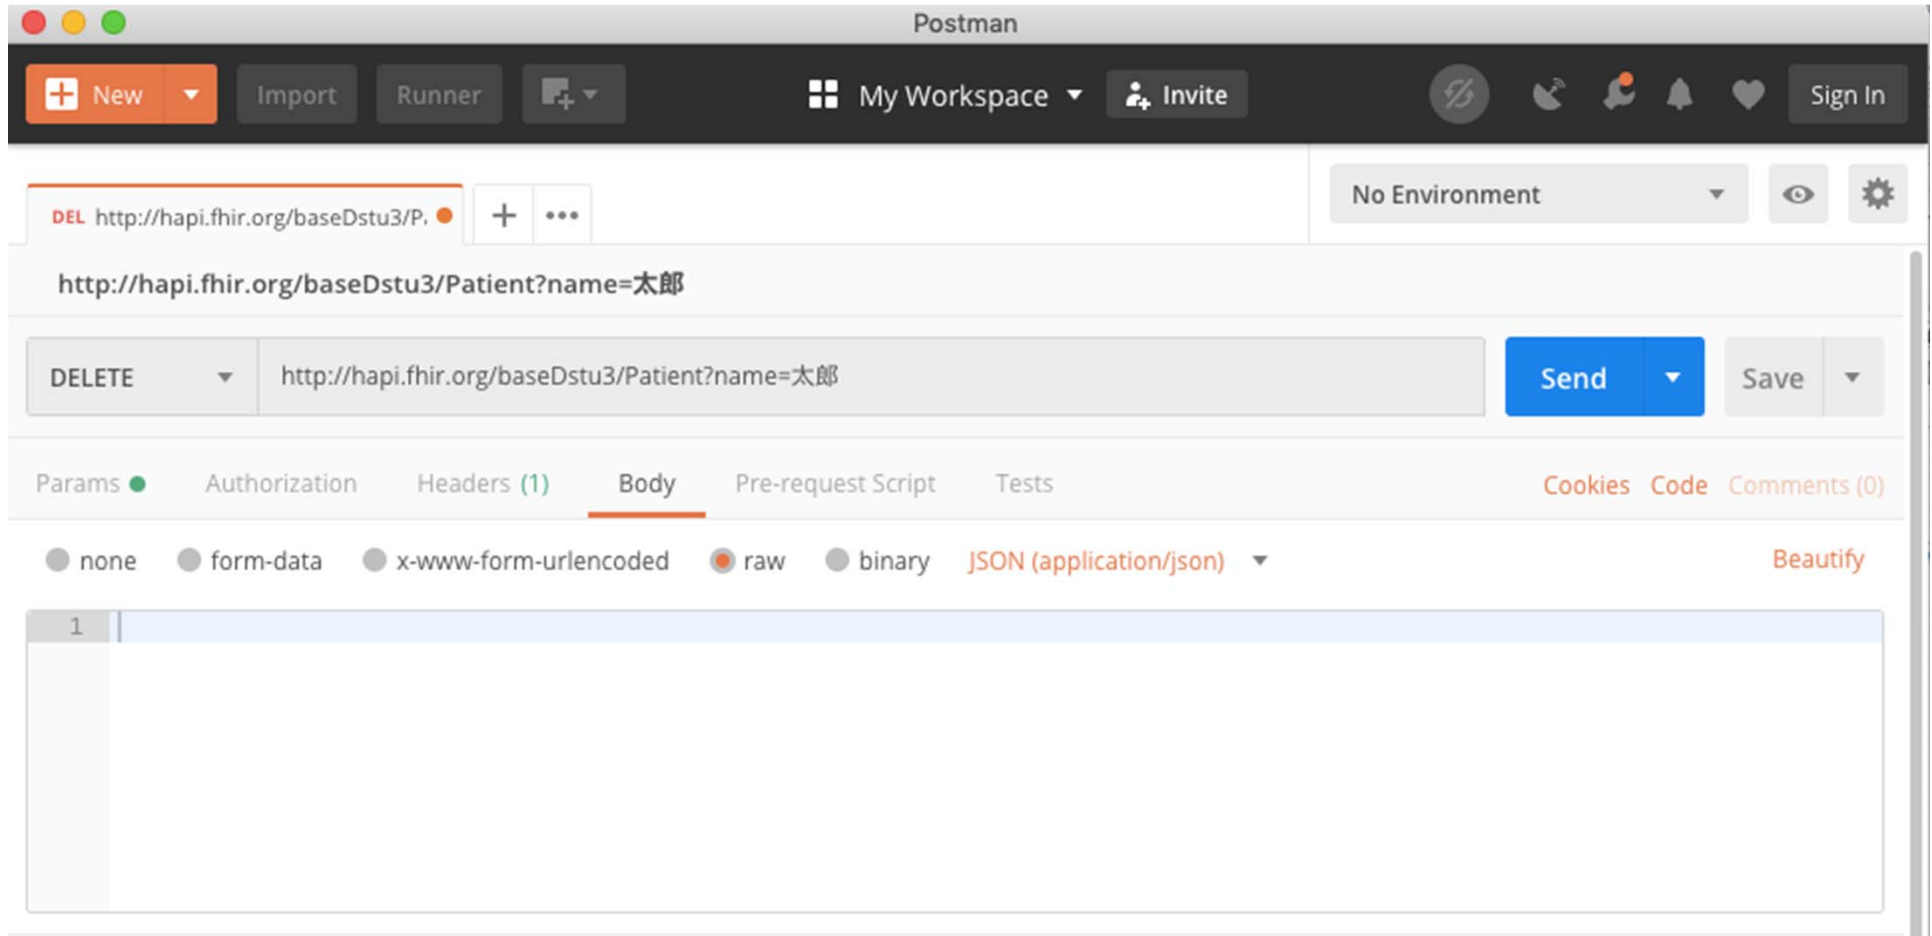 Postman
New Import Runner My Workspace Invite Sign In
DEL http://hapi.fhir.org/baseDstu3/P. + ••• No Environment
http://hapi.fhir.org/baseDstu3/Patient?name=太郎
DELETE http://hapi.fhir.org/baseDstu3/Patient?name=太郎 Send Save
Params Authorization Headers (1) Body Pre-request Script Tests Cookies Code Comments (0)
none form-data x-www-form-urlencoded raw binary JSON (application/json) Beautify
1